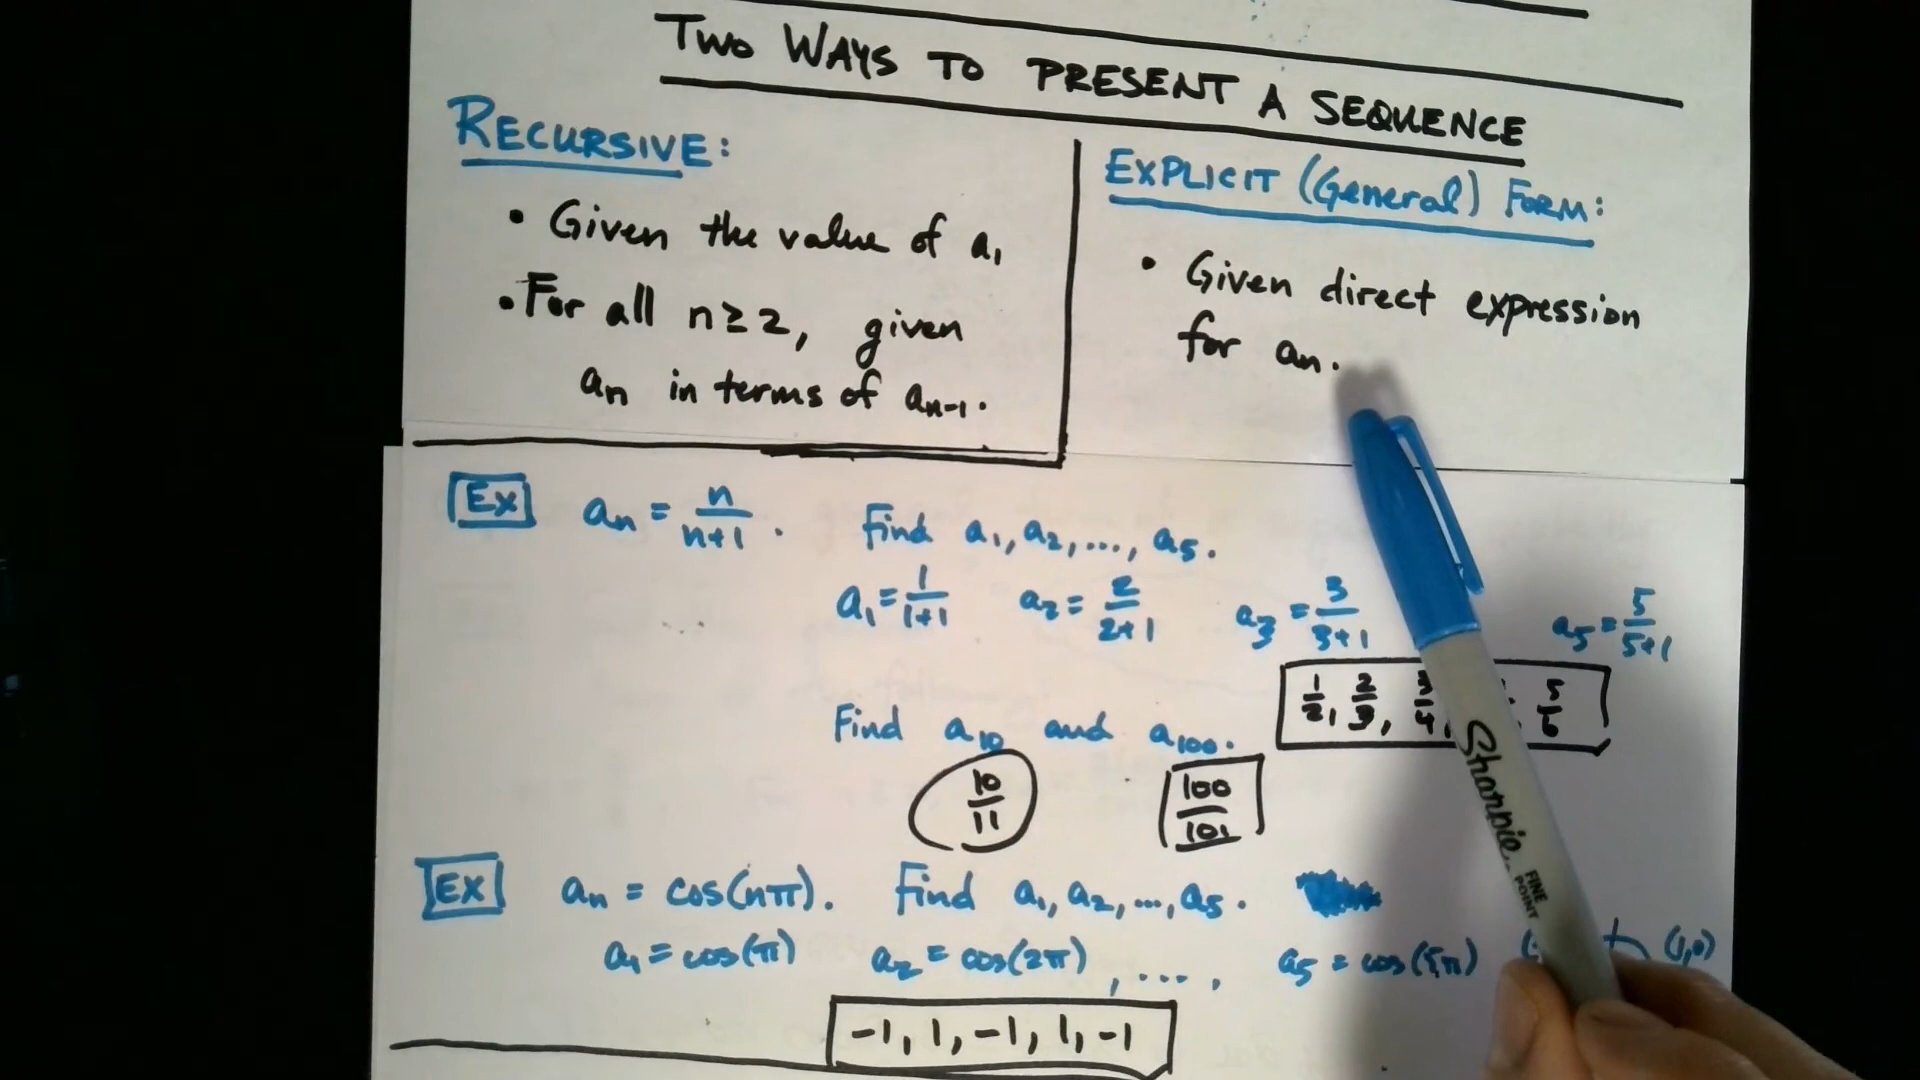 TWO WAYS TO PRESENT A SEQUENCE
RECURSIVE:
• Given the value of a₁
• For all n ≥ 2, given
aₙ in terms of aₙ₋₁.
EXPLICIT (General) FORM:
• Given direct expression
for aₙ.
Ex aₙ = n/(n+1). Find a₁, a₂, ..., a₅.
a₁ = 1/(1+1) a₂ = 2/(2+1) a₃ = 3/(3+1) a₅ = 5/(5+1)
1/2, 2/3, 3/4, 5/6
Find a₁₀ and a₁₀₀.
10/11 100/101
Ex aₙ = cos(nπ). Find a₁, a₂, ..., a₅.
a₁ = cos(π) a₂ = cos(2π), ...., a₅ = cos(5π) (1,0)
-1, 1, -1, 1, -1
Sharpie.
FINE
POINT